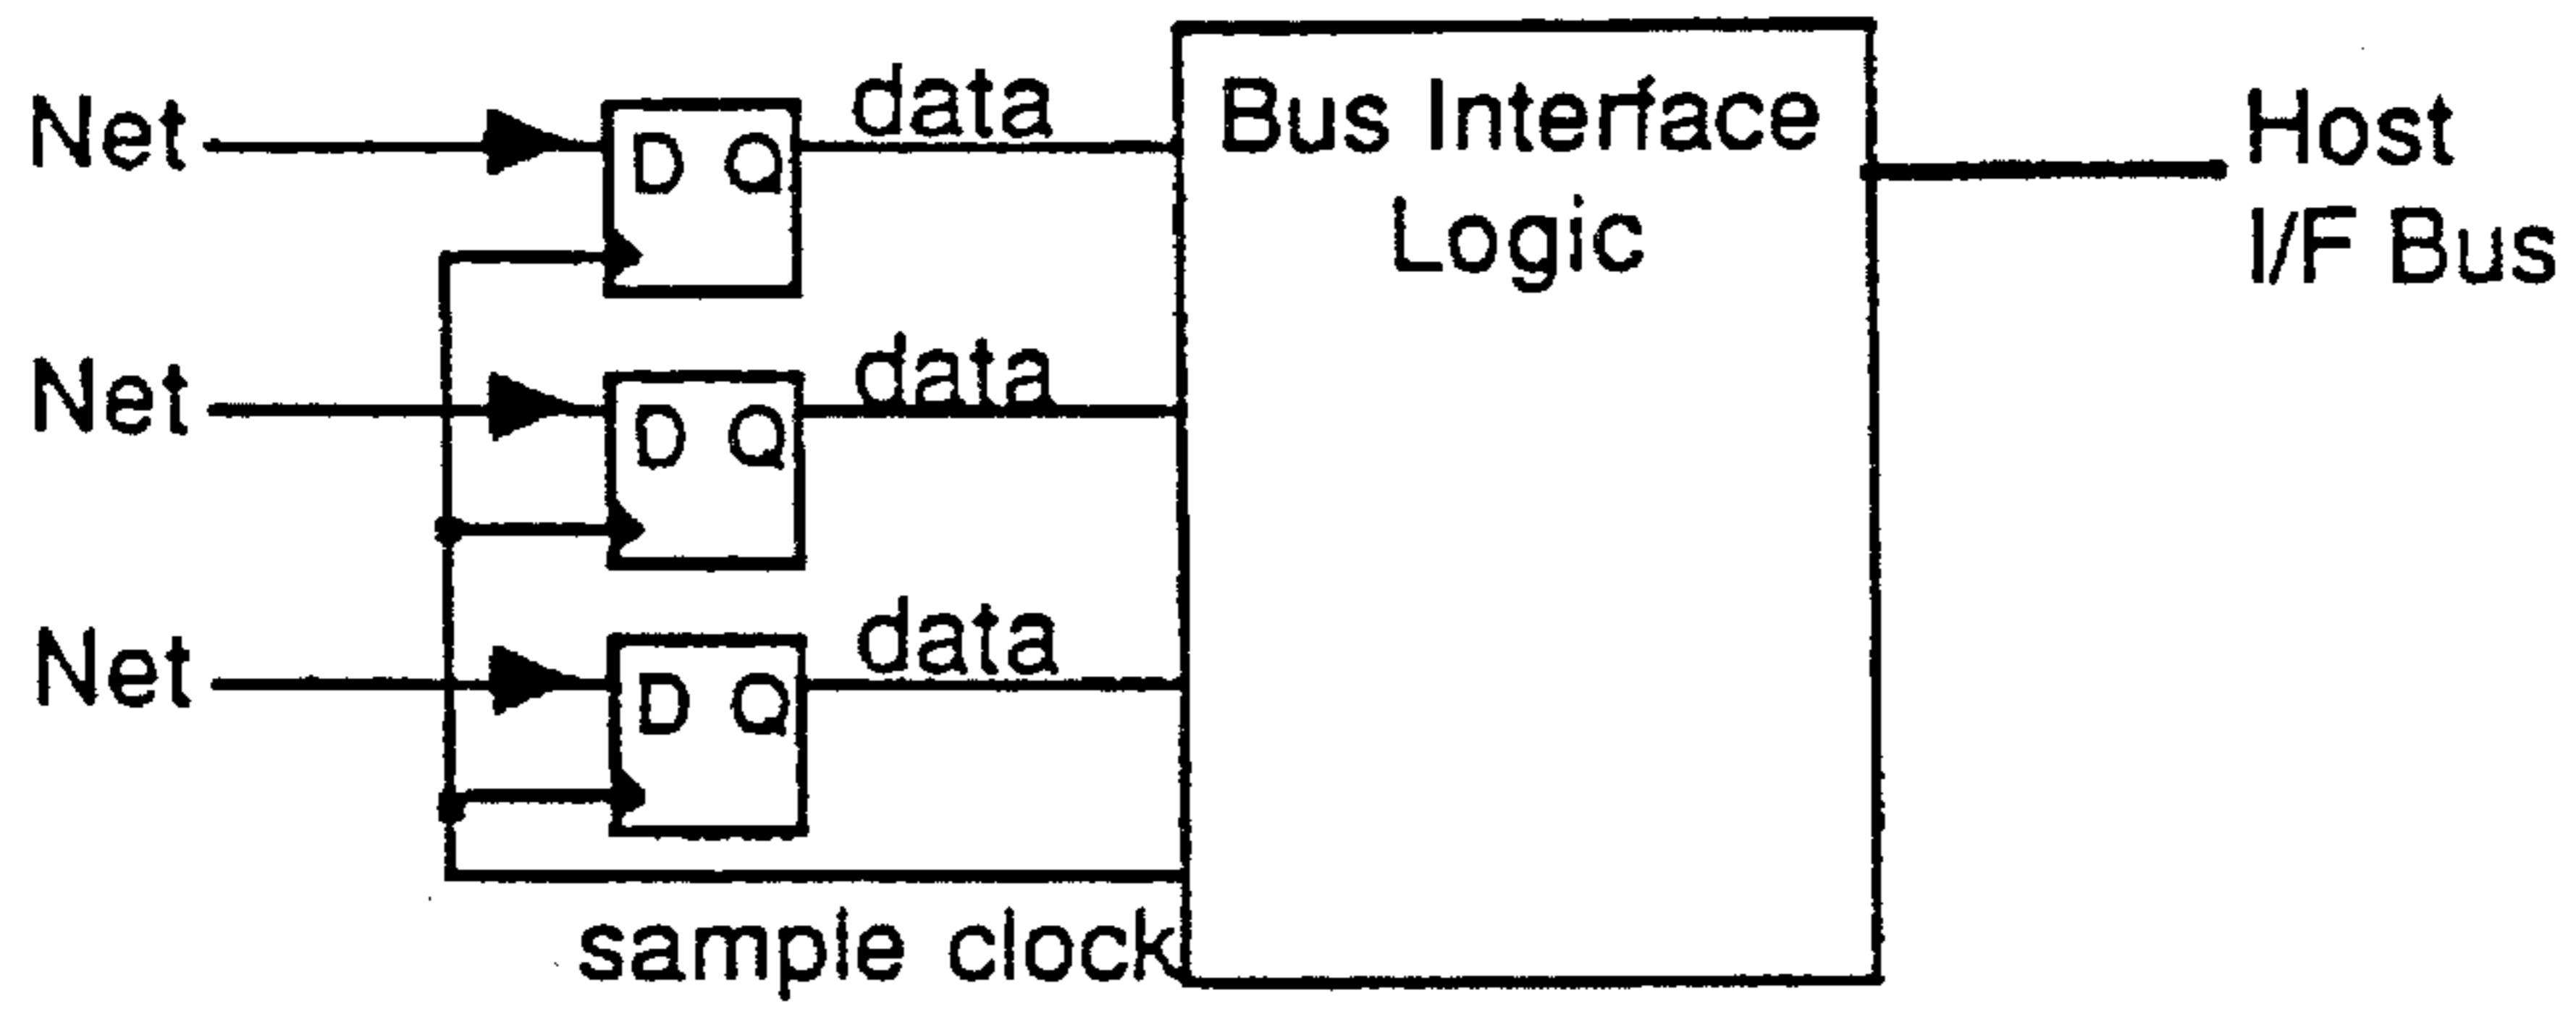 Net
D Q
data
Bus Interface
Logic
Host
I/F Bus
Net
D Q
data
Net
D Q
data
sample clock